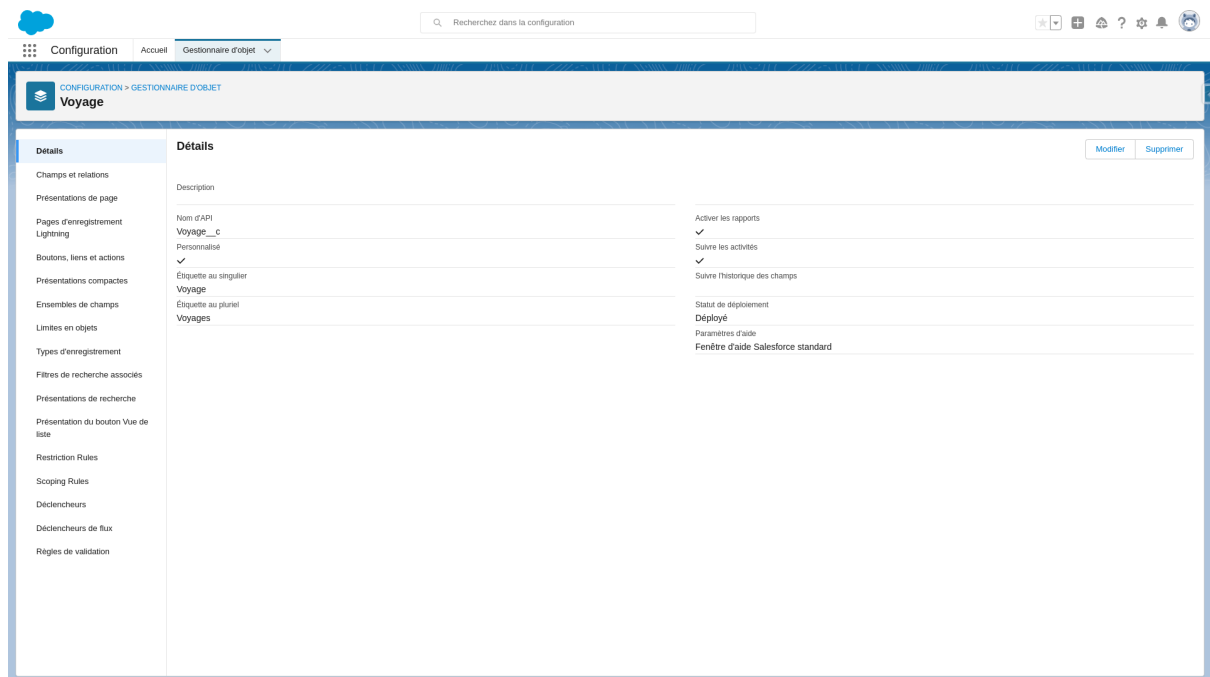 Recherchez dans la configuration
Configuration
Accueil
Gestionnaire d'objet
CONFIGURATION > GESTIONNAIRE D'OBJET
Voyage
Détails
Champs et relations
Présentations de page
Pages d'enregistrement
Lightning
Boutons, liens et actions
Présentations compactes
Ensembles de champs
Limites en objets
Types d'enregistrement
Filtres de recherche associés
Présentations de recherche
Présentation du bouton Vue de
liste
Restriction Rules
Scoping Rules
Déclencheurs
Déclencheurs de flux
Règles de validation
Détails
Modifier
Supprimer
Description
Nom d'API
Voyage__c
Personnalisé
Étiquette au singulier
Voyage
Étiquette au pluriel
Voyages
Activer les rapports
Suivre les activités
Suivre l'historique des champs
Statut de déploiement
Déployé
Paramètres d'aide
Fenêtre d'aide Salesforce standard